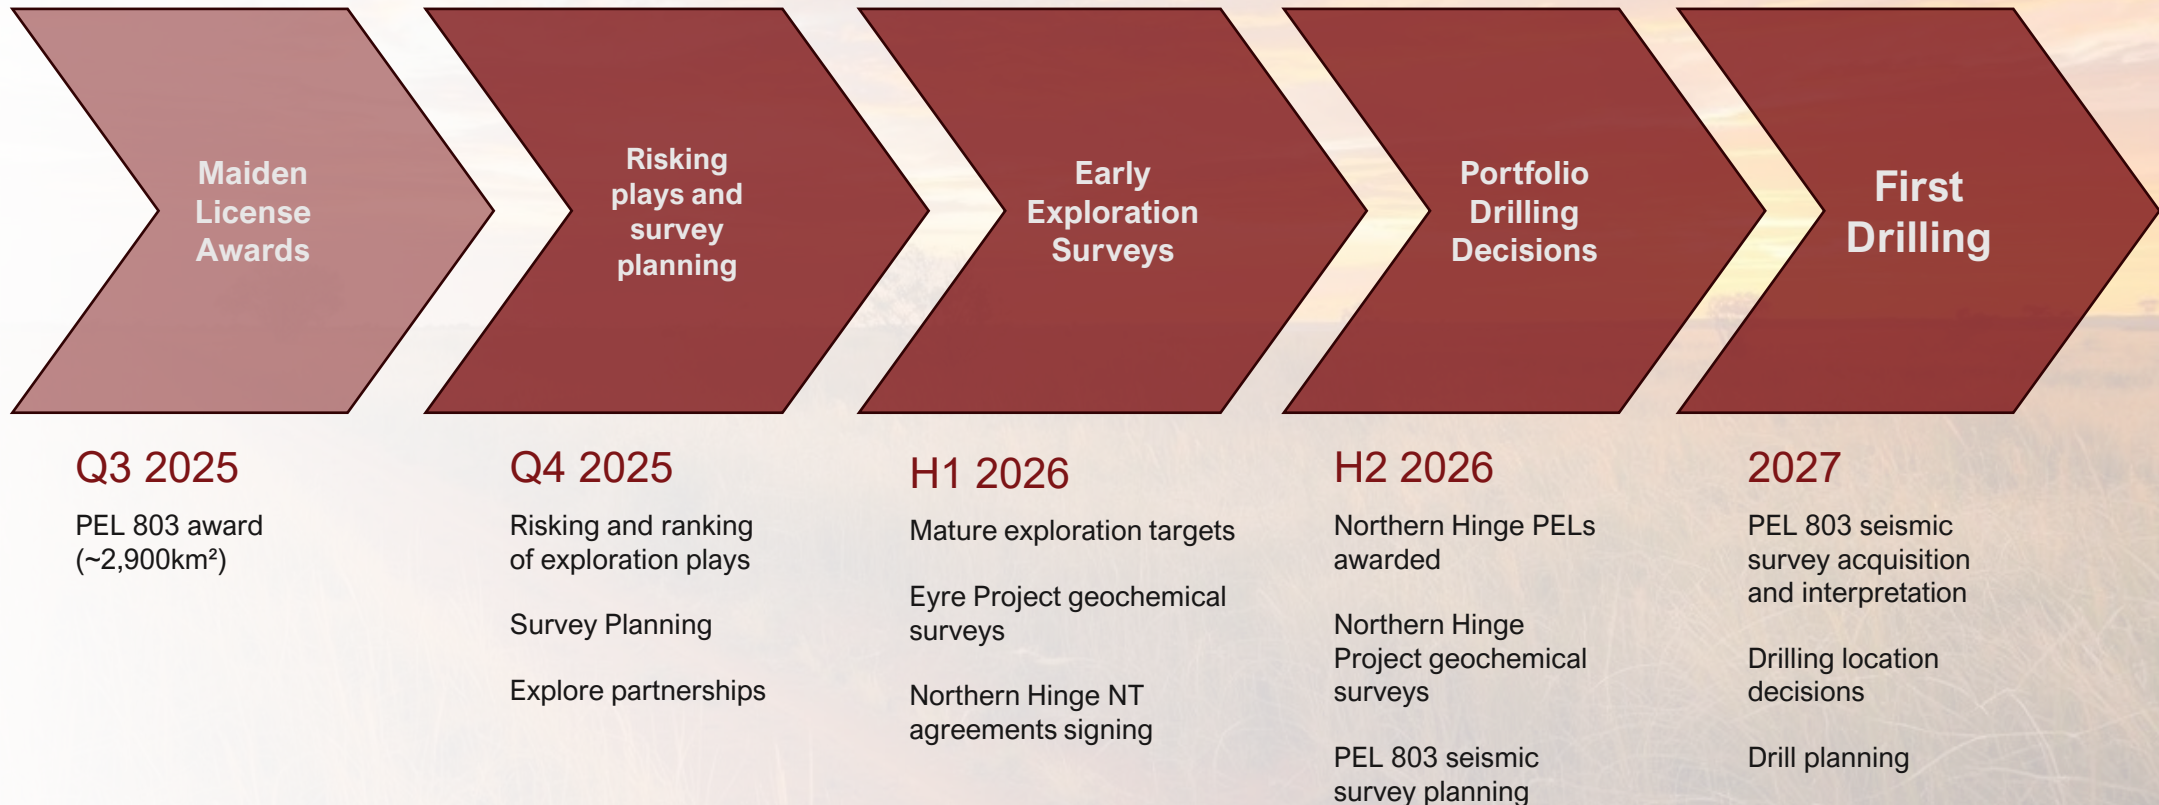 Maiden
License
Awards
Risking
plays and
survey
planning
Early
Exploration
Surveys
Portfolio
Drilling
Decisions
First
Drilling
Q3 2025
PEL 803 award
(~2,900km²)
Q4 2025
Risking and ranking
of exploration plays
Survey Planning
Explore partnerships
H1 2026
Mature exploration targets
Eyre Project geochemical
surveys
Northern Hinge NT
agreements signing
H2 2026
Northern Hinge PELs
awarded
Northern Hinge
Project geochemical
surveys
PEL 803 seismic
survey planning
2027
PEL 803 seismic
survey acquisition
and interpretation
Drilling location
decisions
Drill planning